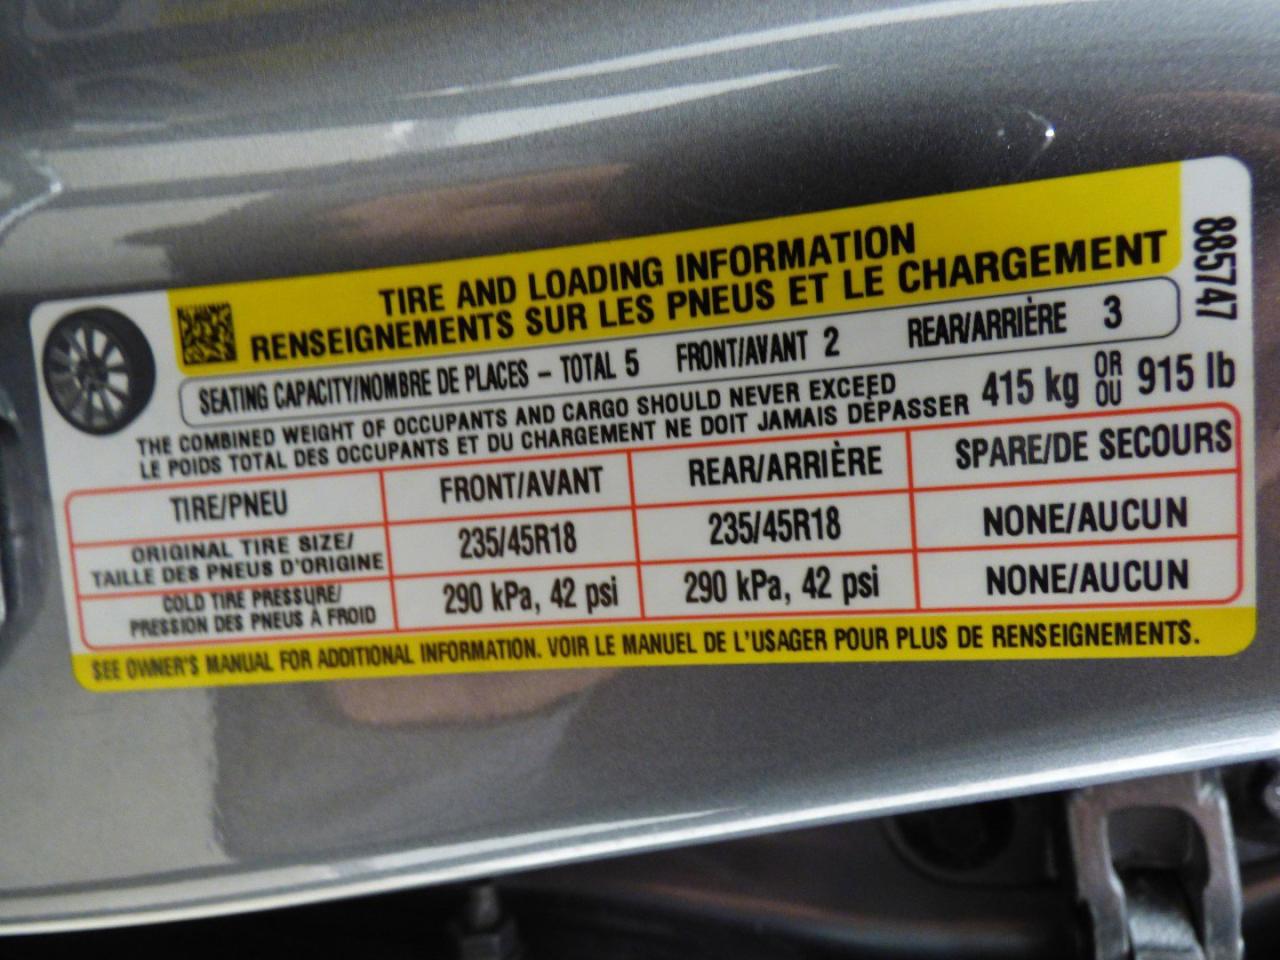 TIRE AND LOADING INFORMATION
RENSEIGNEMENTS SUR LES PNEUS ET LE CHARGEMENT
885747
SEATING CAPACITY/NOMBRE DE PLACES – TOTAL 5 FRONT/AVANT 2 REAR/ARRIÈRE 3
THE COMBINED WEIGHT OF OCCUPANTS AND CARGO SHOULD NEVER EXCEED
LE POIDS TOTAL DES OCCUPANTS ET DU CHARGEMENT NE DOIT JAMAIS DÉPASSER
415 kg OR OU 915 lb
TIRE/PNEU FRONT/AVANT REAR/ARRIÈRE SPARE/DE SECOURS
ORIGINAL TIRE SIZE/
TAILLE DES PNEUS D'ORIGINE 235/45R18 235/45R18 NONE/AUCUN
COLD TIRE PRESSURE/
PRESSION DES PNEUS À FROID 290 kPa, 42 psi 290 kPa, 42 psi NONE/AUCUN
SEE OWNER'S MANUAL FOR ADDITIONAL INFORMATION. VOIR LE MANUEL DE L'USAGER POUR PLUS DE RENSEIGNEMENTS.